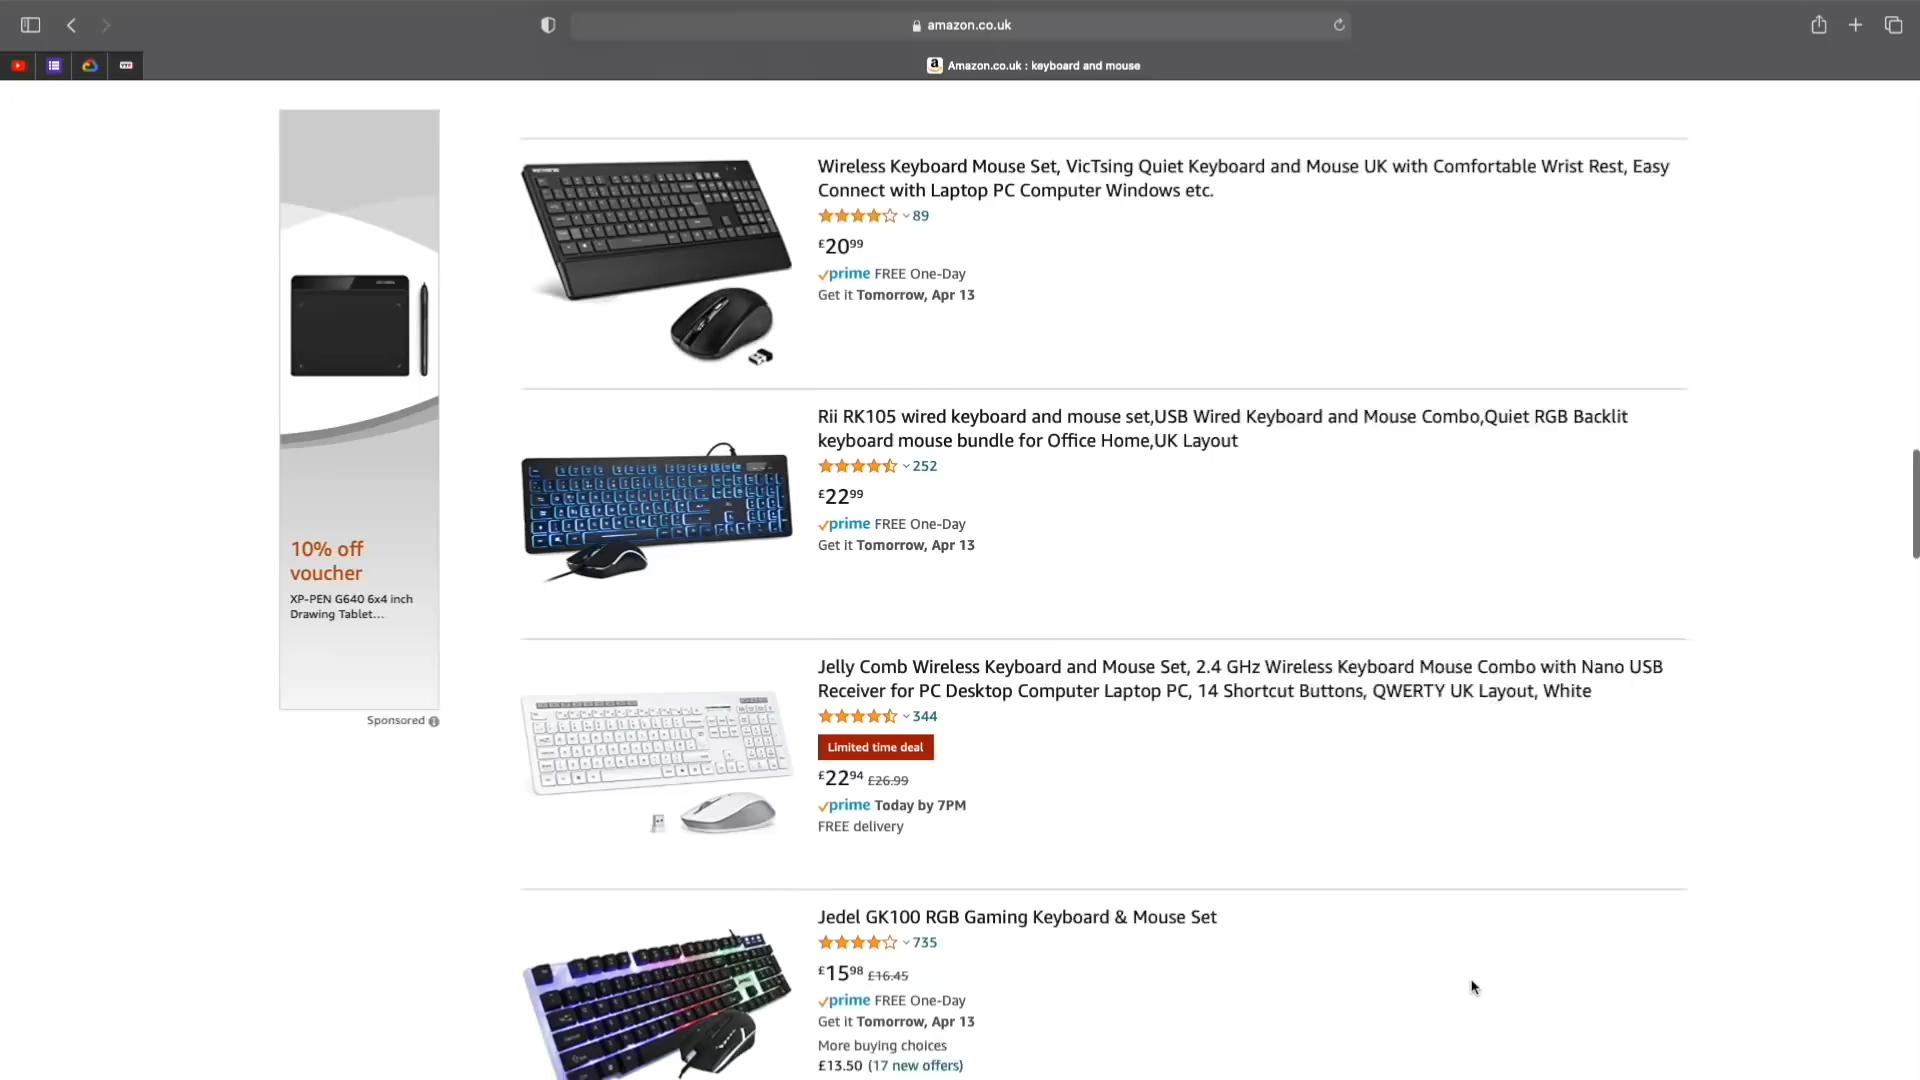 amazon.co.uk
Amazon.co.uk : keyboard and mouse
Wireless Keyboard Mouse Set, VicTsing Quiet Keyboard and Mouse UK with Comfortable Wrist Rest, Easy
Connect with Laptop PC Computer Windows etc.
89
£20.99
prime FREE One-Day
Get it Tomorrow, Apr 13
Rii RK105 wired keyboard and mouse set,USB Wired Keyboard and Mouse Combo,Quiet RGB Backlit
keyboard mouse bundle for Office Home,UK Layout
252
£22.99
prime FREE One-Day
Get it Tomorrow, Apr 13
10% off
voucher
XP-PEN G640 6x4 inch
Drawing Tablet...
Sponsored
Jelly Comb Wireless Keyboard and Mouse Set, 2.4 GHz Wireless Keyboard Mouse Combo with Nano USB
Receiver for PC Desktop Computer Laptop PC, 14 Shortcut Buttons, QWERTY UK Layout, White
344
Limited time deal
£22.94 £26.99
prime Today by 7PM
FREE delivery
Jedel GK100 RGB Gaming Keyboard & Mouse Set
735
£15.98 £16.45
prime FREE One-Day
Get it Tomorrow, Apr 13
More buying choices
£13.50 (17 new offers)